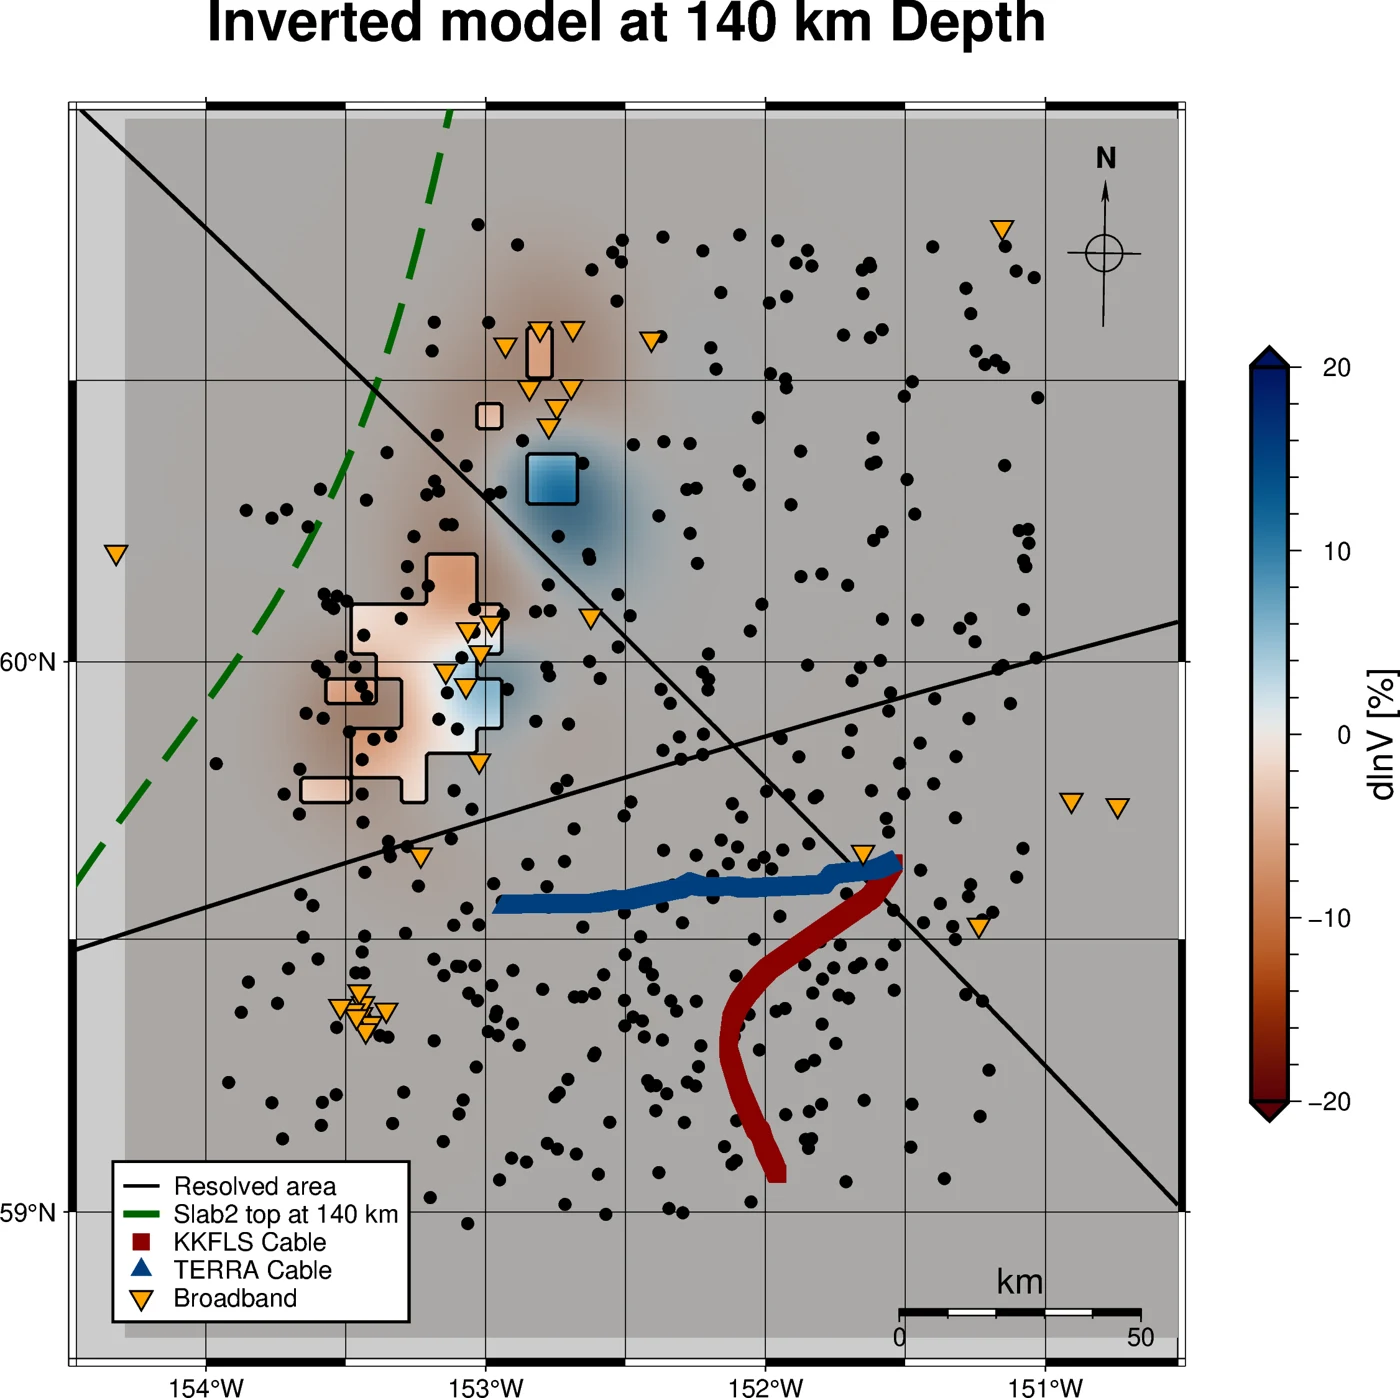 Inverted model at 140 km Depth
N
20
10
0
−10
−20
dlnV [%]
60°N
59°N
Resolved area
Slab2 top at 140 km
KKFLS Cable
TERRA Cable
Broadband
km
0 50
154°W 153°W 152°W 151°W